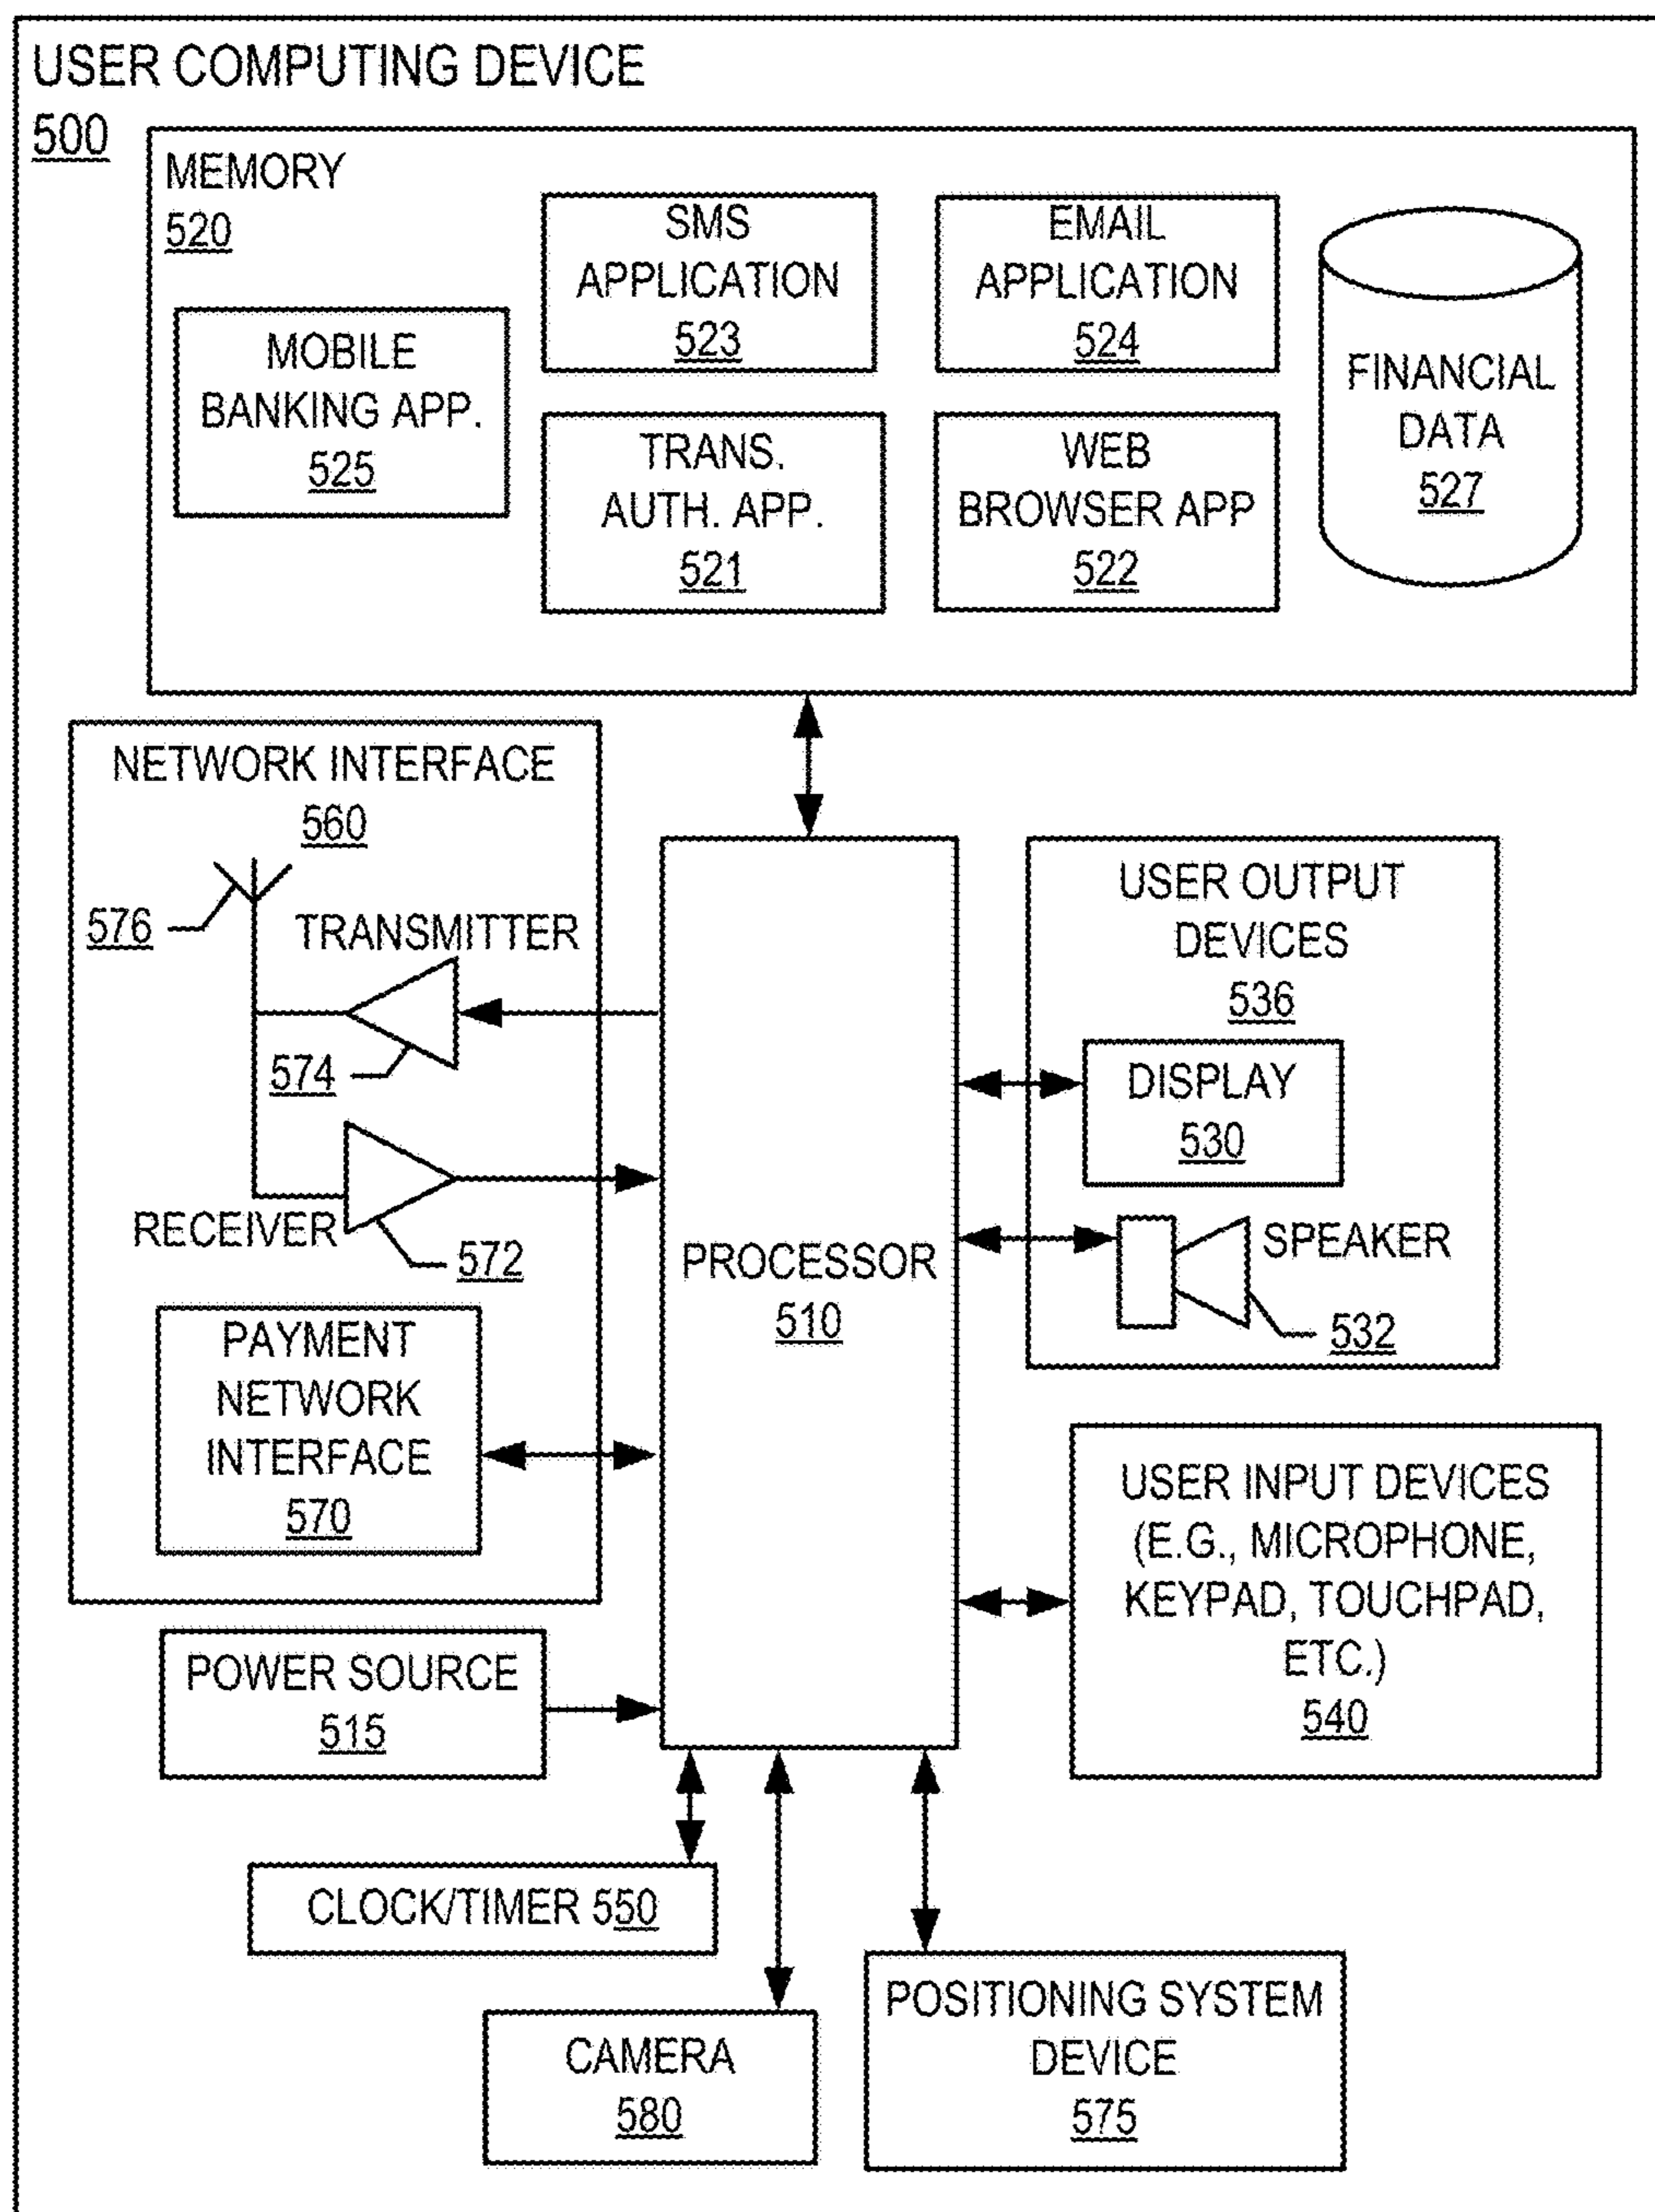 USER COMPUTING DEVICE
500
MEMORY
520
SMS
APPLICATION
523
EMAIL
APPLICATION
524
MOBILE
BANKING APP.
525
TRANS.
AUTH. APP.
521
WEB
BROWSER APP
522
FINANCIAL
DATA
527
NETWORK INTERFACE
560
576
TRANSMITTER
574
RECEIVER
572
PAYMENT
NETWORK
INTERFACE
570
PROCESSOR
510
USER OUTPUT
DEVICES
536
DISPLAY
530
SPEAKER
532
USER INPUT DEVICES
(E.G., MICROPHONE,
KEYPAD, TOUCHPAD,
ETC.)
540
POWER SOURCE
515
CLOCK/TIMER 550
CAMERA
580
POSITIONING SYSTEM
DEVICE
575